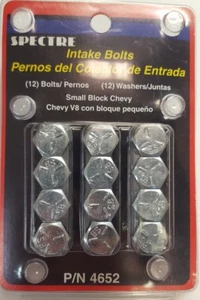 SPECTRE
Intake Bolts
Pernos del Colector de Entrada
(12) Bolts/ Pernos (12) Washers/Juntas
Small Block Chevy
Chevy V8 con bloque pequeño
P/N 4652